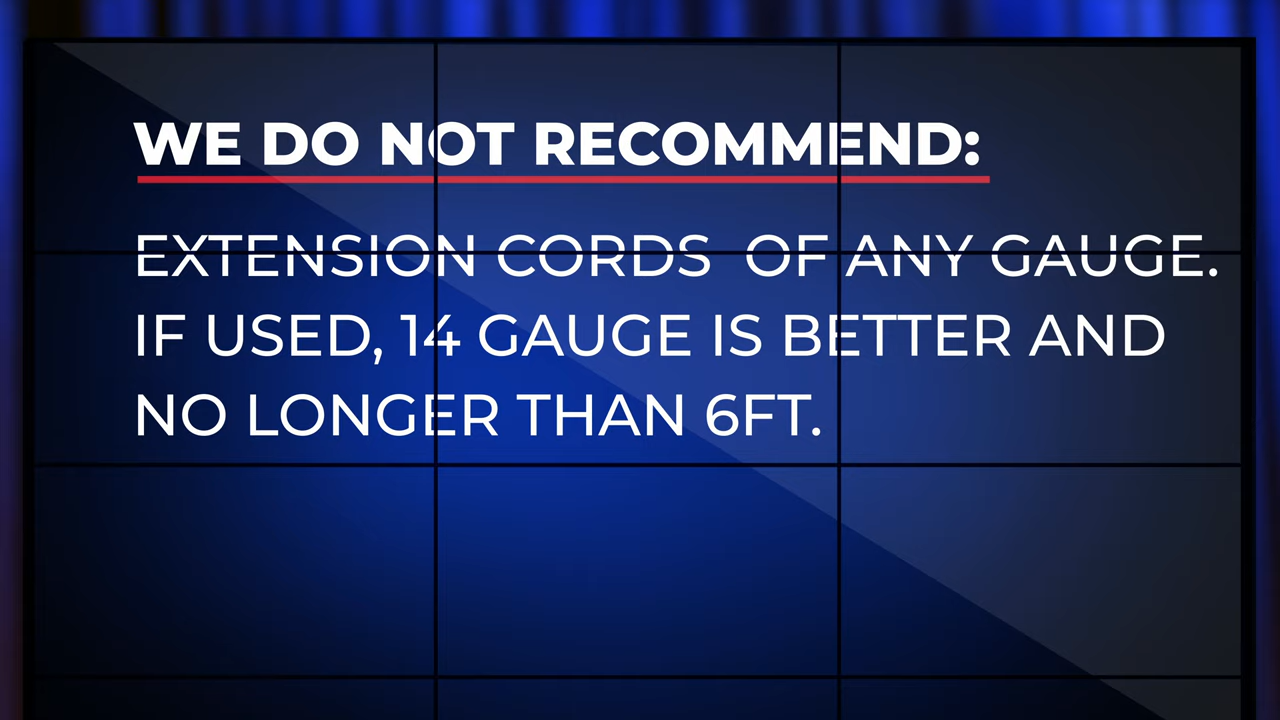 WE DO NOT RECOMMEND:
EXTENSION CORDS  OF ANY GAUGE.
IF USED, 14 GAUGE IS BETTER AND
NO LONGER THAN 6FT.